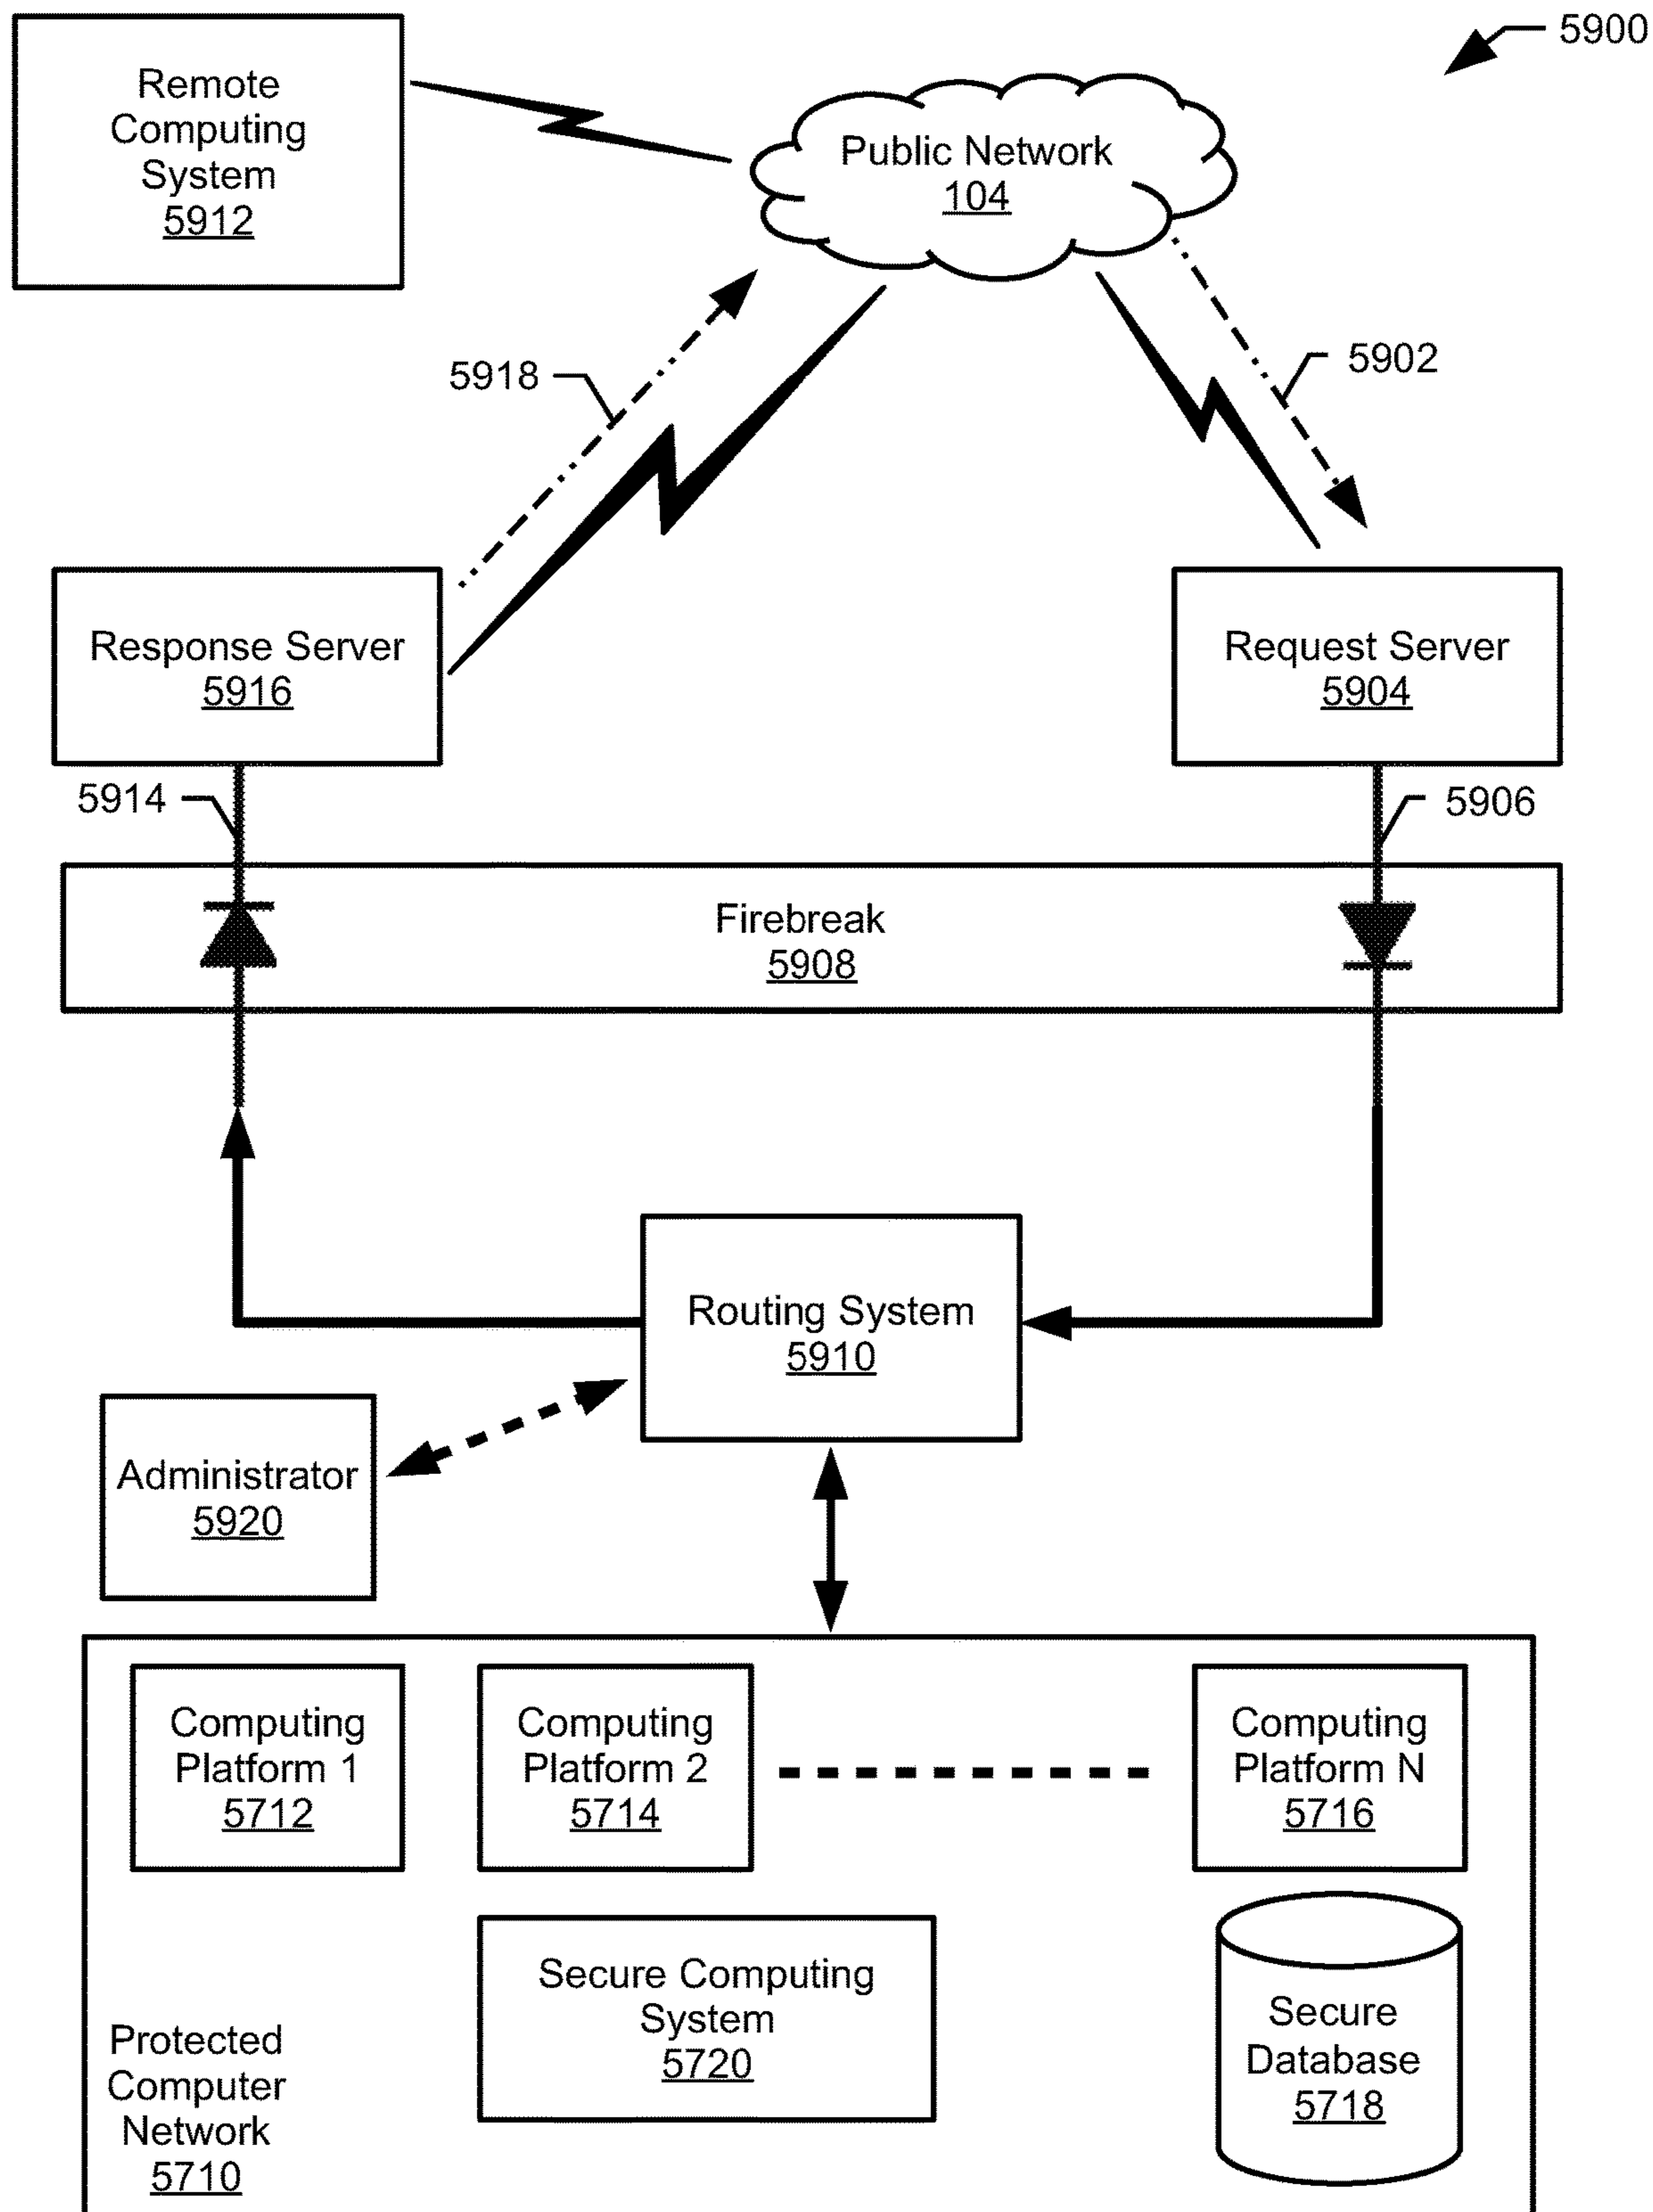 5900
Remote
Computing
System
5912
Public Network
104
5918
5902
Response Server
5916
Request Server
5904
5914
5906
Firebreak
5908
Routing System
5910
Administrator
5920
Computing
Platform 1
5712
Computing
Platform 2
5714
Computing
Platform N
5716
Secure Computing
System
5720
Secure
Database
5718
Protected
Computer
Network
5710